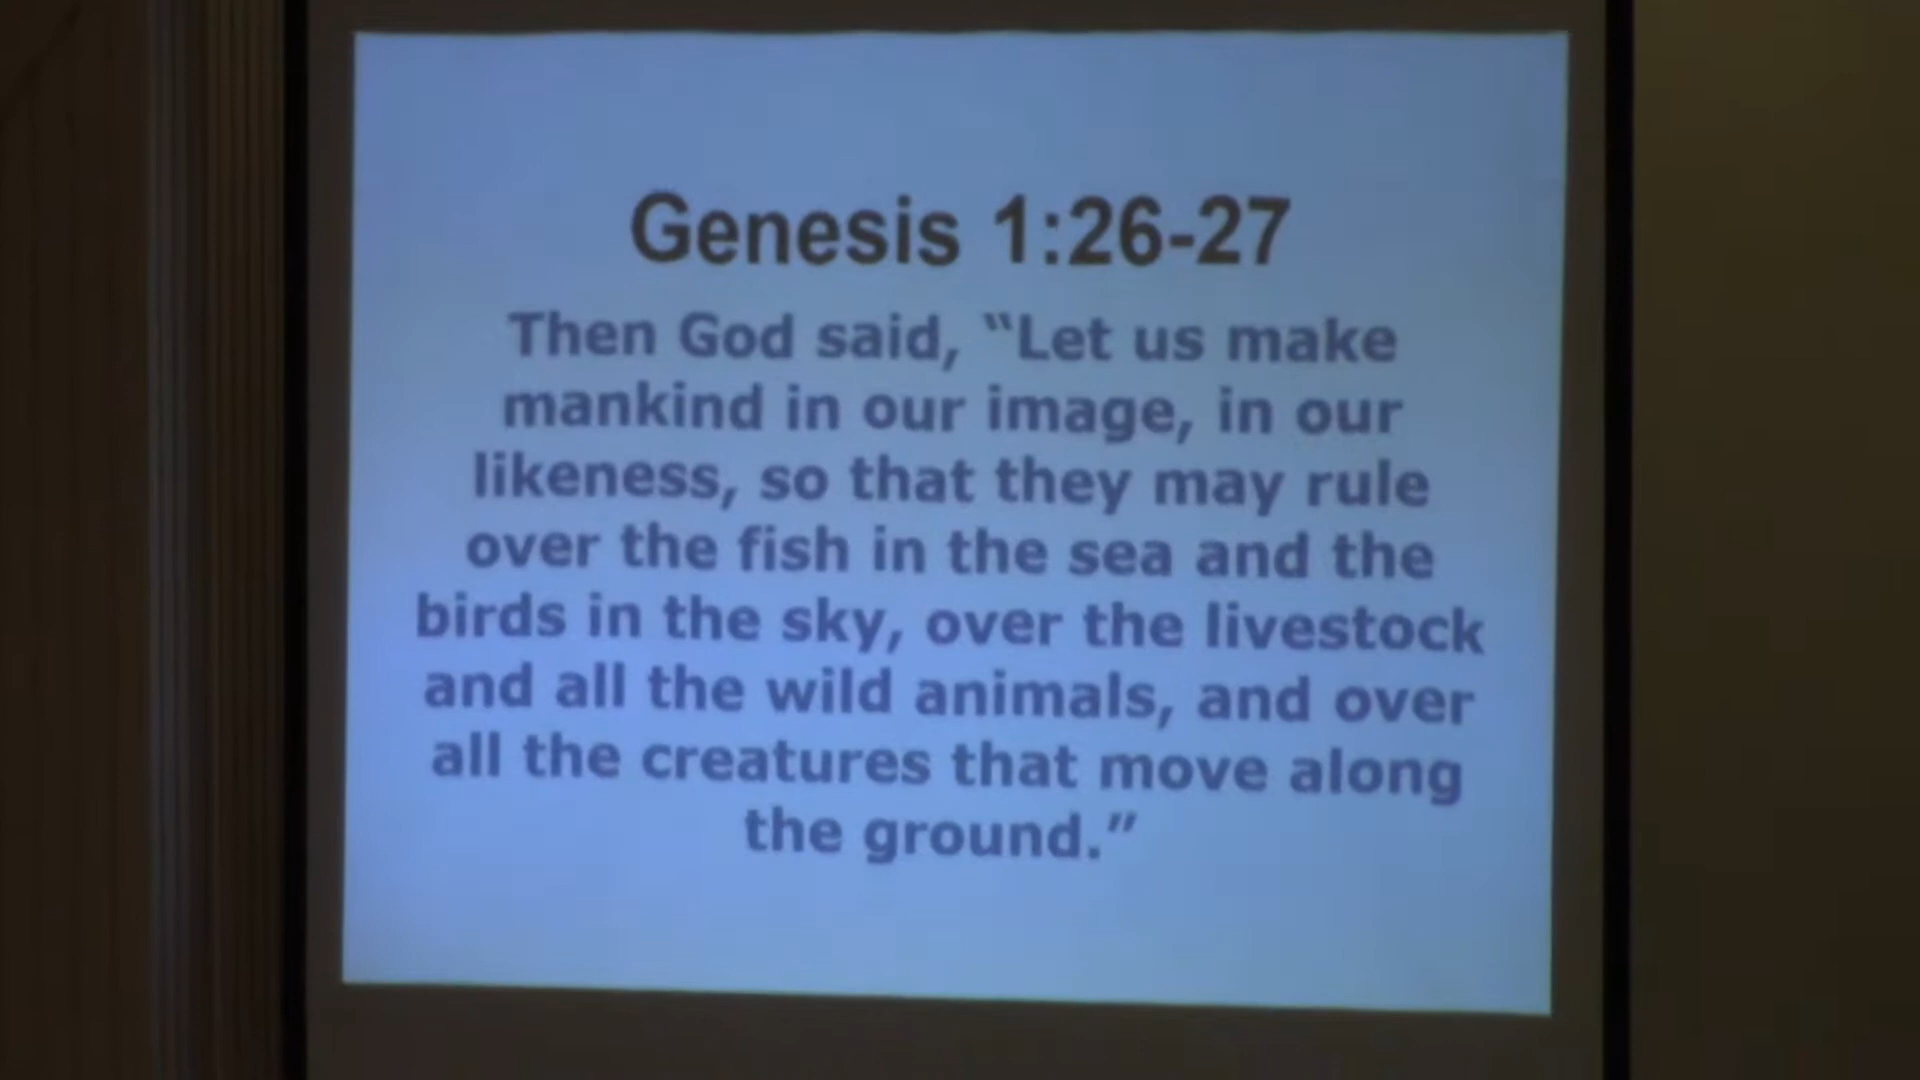 Genesis 1:26-27
Then God said, “Let us make
mankind in our image, in our
likeness, so that they may rule
over the fish in the sea and the
birds in the sky, over the livestock
and all the wild animals, and over
all the creatures that move along
the ground.”